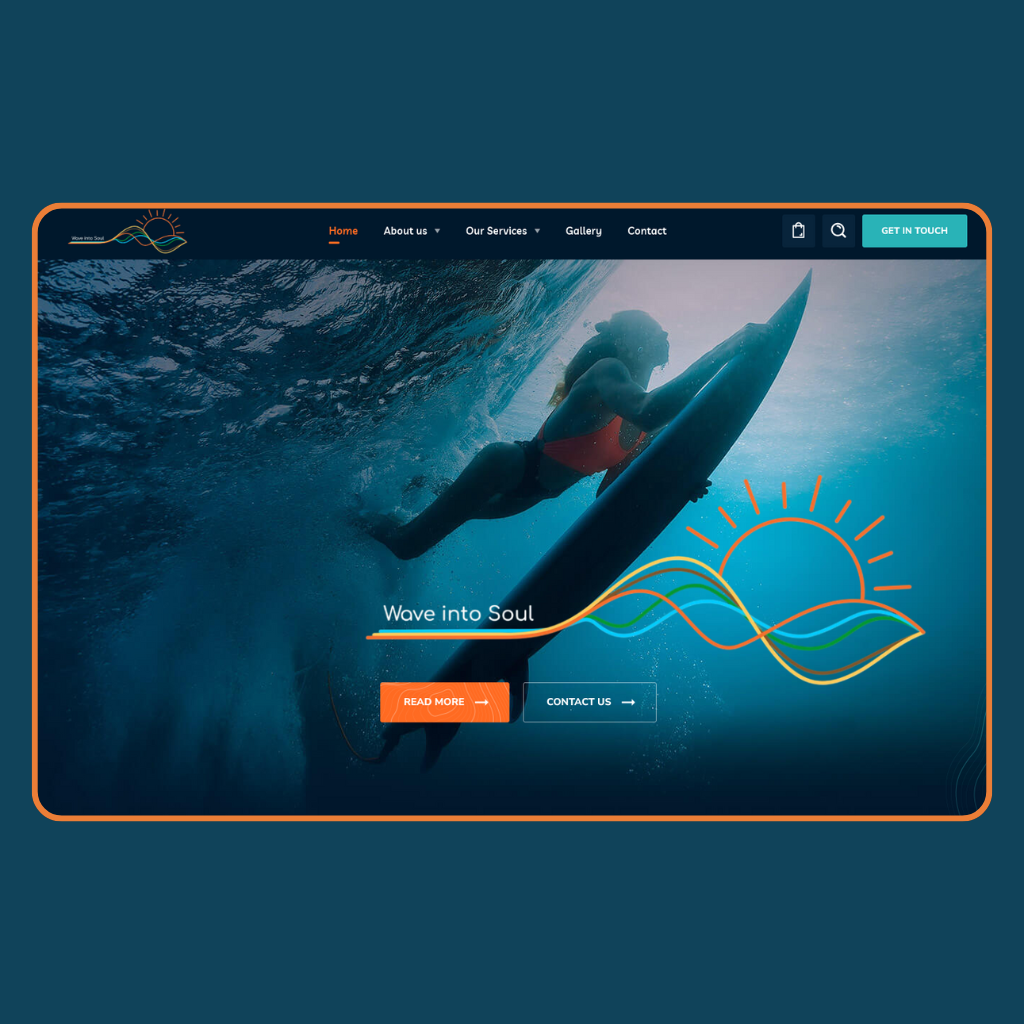 Wave into Soul
Home About us Our Services Gallery Contact GET IN TOUCH
Wave into Soul
READ MORE CONTACT US